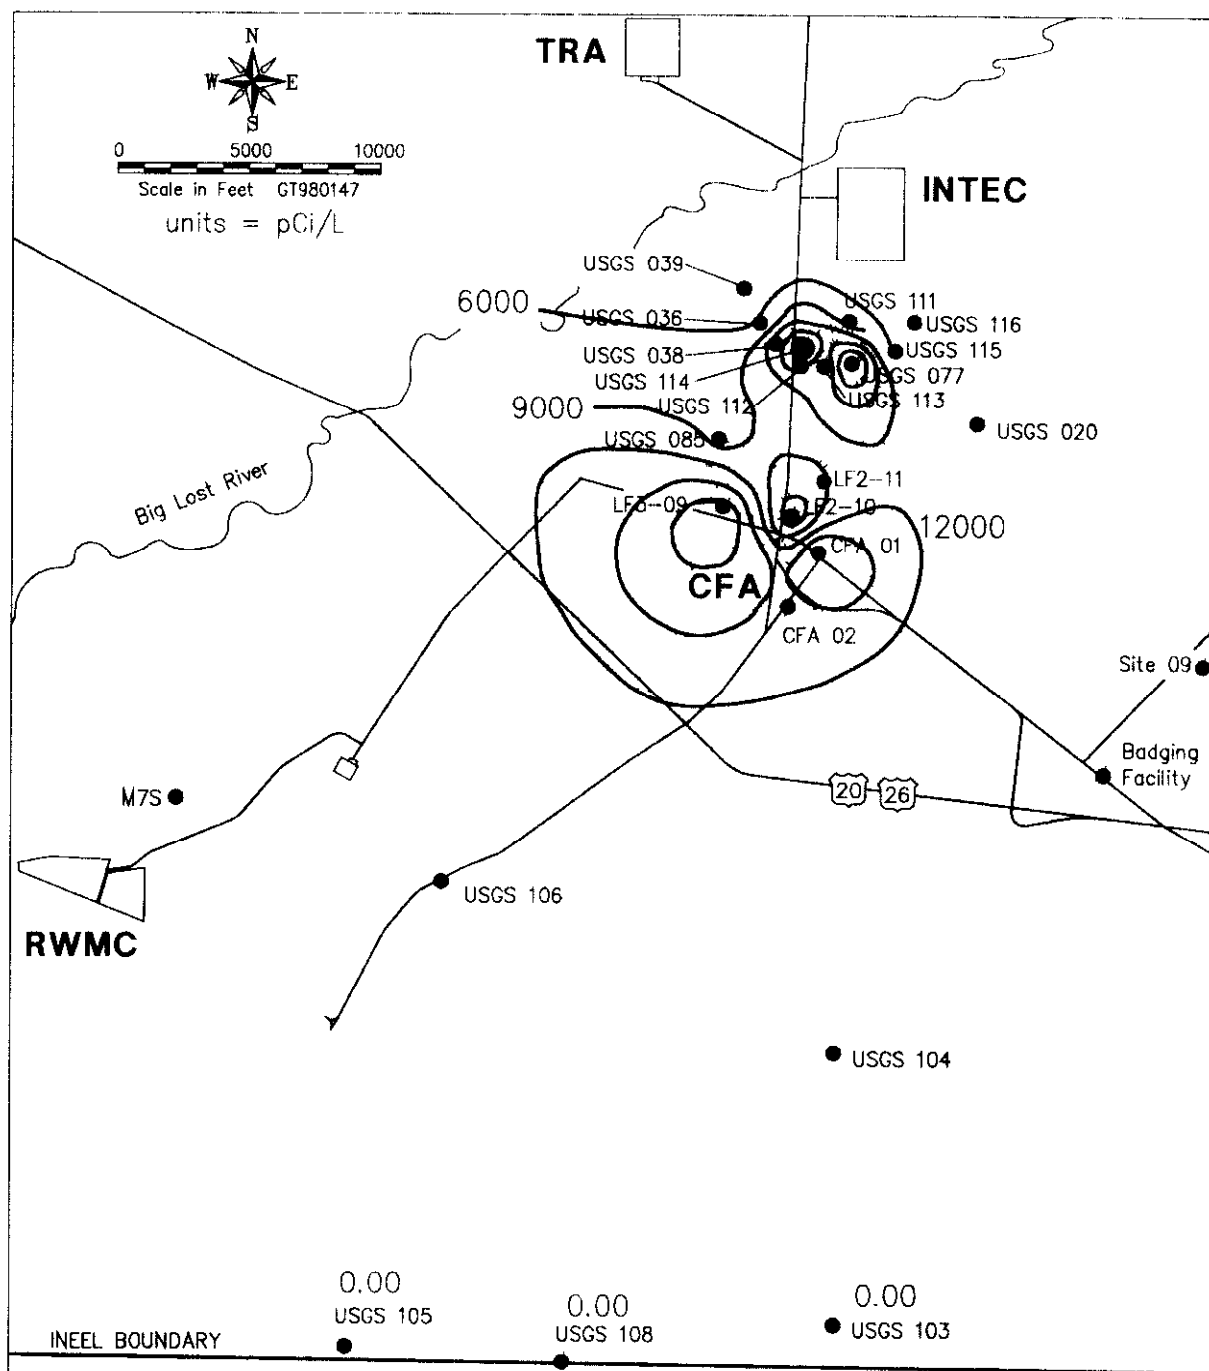 TRA
N
W E
S
0 5000 10000
Scale in Feet GT980147
units = pCi/L
INTEC
USGS 039
6000
USGS 111
USGS 036
USGS 116
USGS 038
USGS 115
USGS 114
USGS 077
9000
USGS 112
USGS 113
USGS 085
USGS 020
Big Lost River
LF2-11
LF3-09
LF2-10
12000
CFA 01
CFA
CFA 02
Site 09
Badging
Facility
M7S
20
26
USGS 106
RWMC
USGS 104
0.00
USGS 105
0.00
USGS 108
0.00
USGS 103
INEEL BOUNDARY